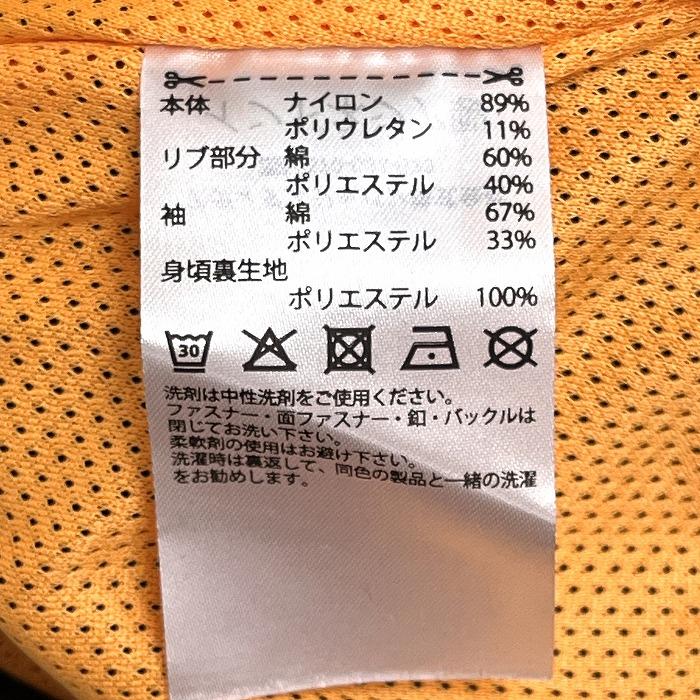 本体 ナイロン 89%
ポリウレタン 11%
リブ部分 綿 60%
ポリエステル 40%
袖 綿 67%
ポリエステル 33%
身頃裏生地
ポリエステル 100%
30
洗剤は中性洗剤をご使用ください。
ファスナー・面ファスナー・釦・バックルは
閉じてお洗い下さい。
柔軟剤の使用はお避け下さい。
洗濯時は裏返して、同色の製品と一緒の洗濯
をお勧めします。